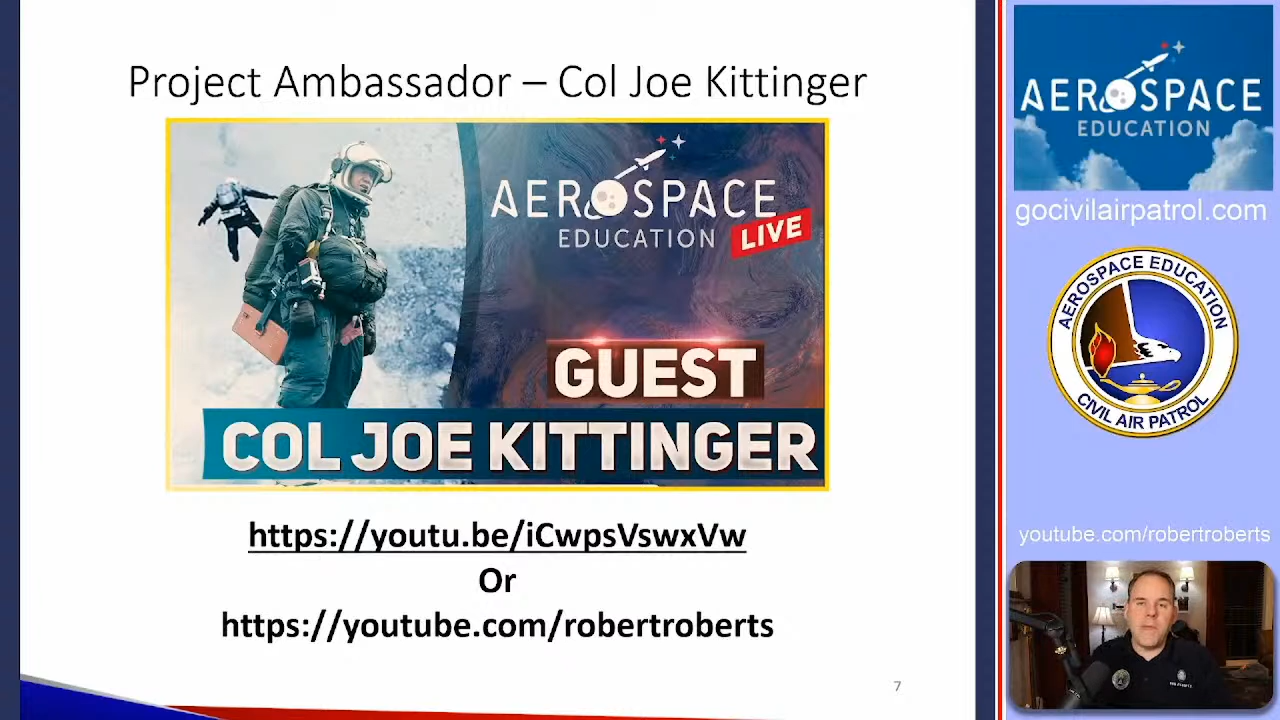 Project Ambassador – Col Joe Kittinger
AEROSPACE
EDUCATION
LIVE
GUEST
COL JOE KITTINGER
https://youtu.be/iCwpsVswxVw
Or
https://youtube.com/robertroberts
7
AEROSPACE
EDUCATION
gocivilairpatrol.com
AEROSPACE EDUCATION
CIVIL AIR PATROL
youtube.com/robertroberts